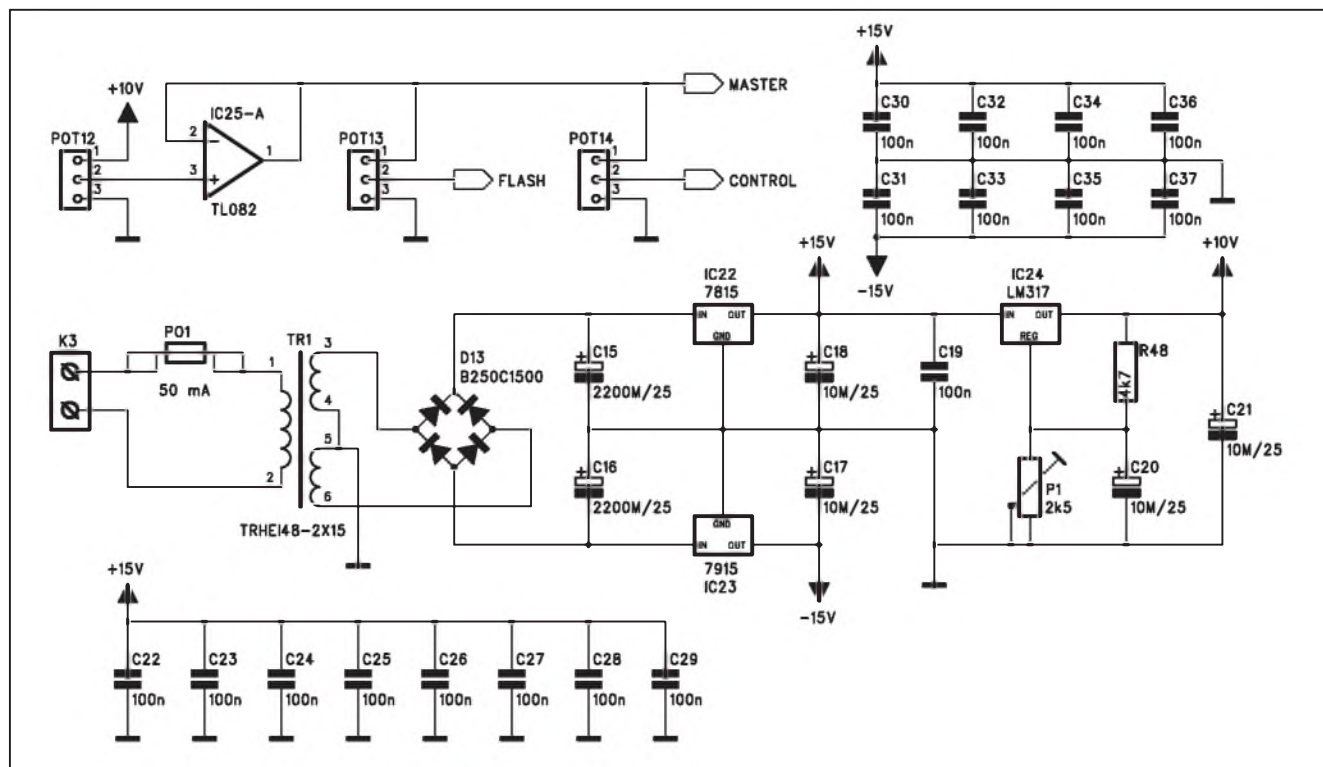 +15V
+10V
IC25-A
MASTER
POT12
1
2
3
2
3
1
TL082
POT13
1
2
3
FLASH
POT14
1
2
3
CONTROL
C30
100n
C32
100n
C34
100n
C36
100n
C31
100n
C33
100n
C35
100n
C37
100n
-15V
+15V
+10V
K3
PO1
50 mA
TR1
1
2
3
4
5
6
TRHEI48-2X15
D13
B250C1500
+
C15
2200M/25
+
C16
2200M/25
IC22
7815
IN
OUT
GND
GND
IN
OUT
7915
IC23
+
C18
10M/25
+
C17
10M/25
-15V
C19
100n
IC24
LM317
IN
OUT
REG
R48
4k7
P1
2k5
+
C20
10M/25
+
C21
10M/25
+15V
C22
100n
C23
100n
C24
100n
C25
100n
C26
100n
C27
100n
C28
100n
C29
100n